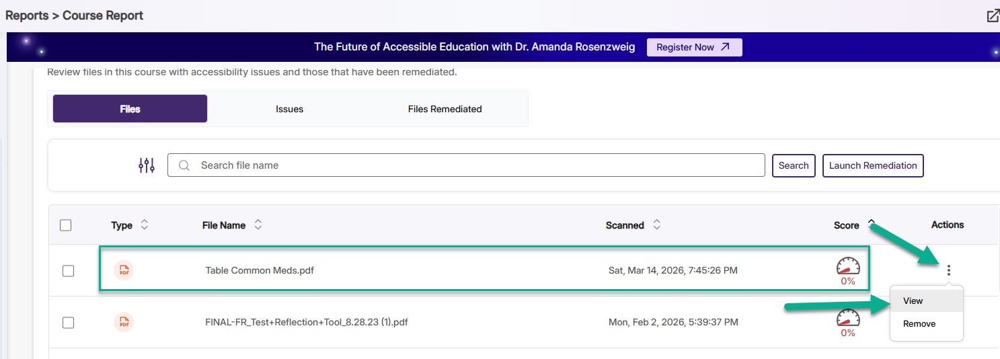 Reports > Course Report
The Future of Accessible Education with Dr. Amanda Rosenzweig Register Now
Review files in this course with accessibility issues and those that have been remediated.
Files Issues Files Remediated
Search file name Search Launch Remediation
Type File Name Scanned Score Actions
PDF Table Common Meds.pdf Sat, Mar 14, 2026, 7:45:26 PM 0%
View
PDF FINAL-FR_Test+Reflection+Tool_8.28.23 (1).pdf Mon, Feb 2, 2026, 5:39:37 PM 0%
Remove